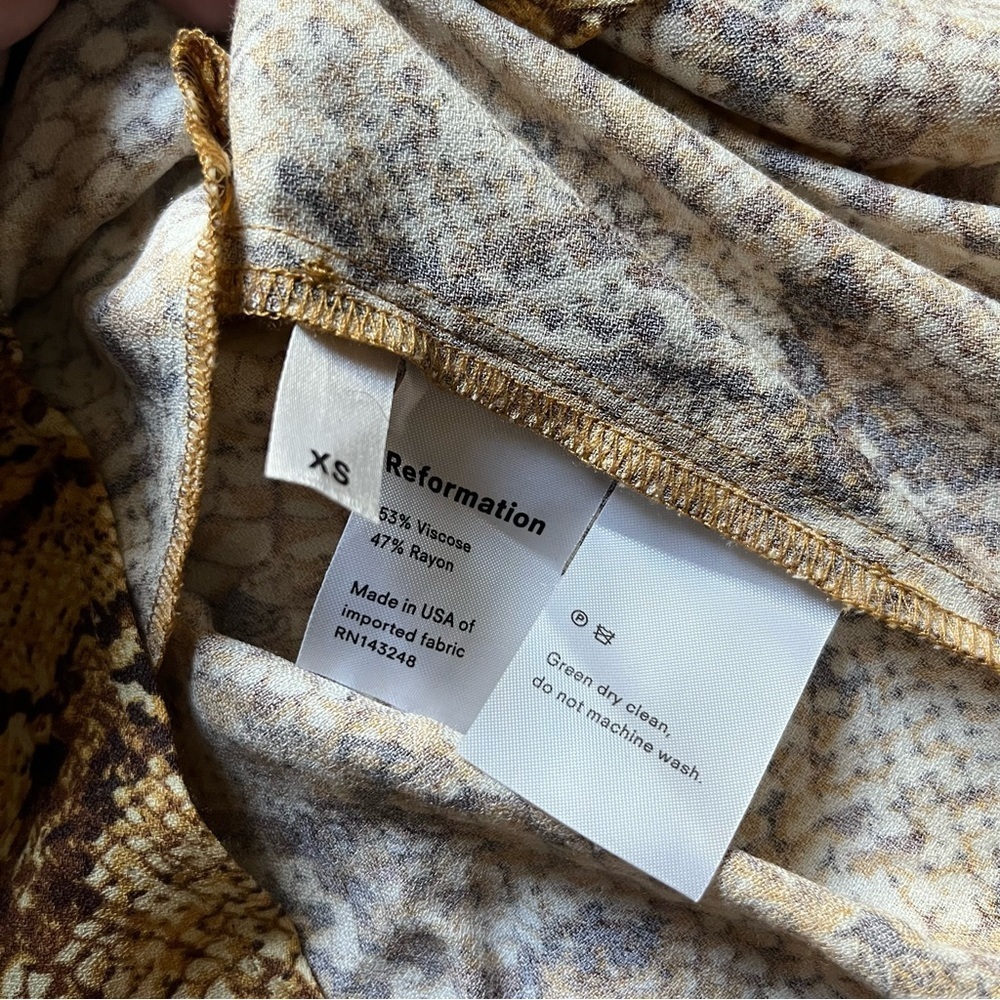 XS
Reformation
53% Viscose
47% Rayon
Made in USA of
imported fabric
RN143248
P
Green dry clean,
do not machine wash.